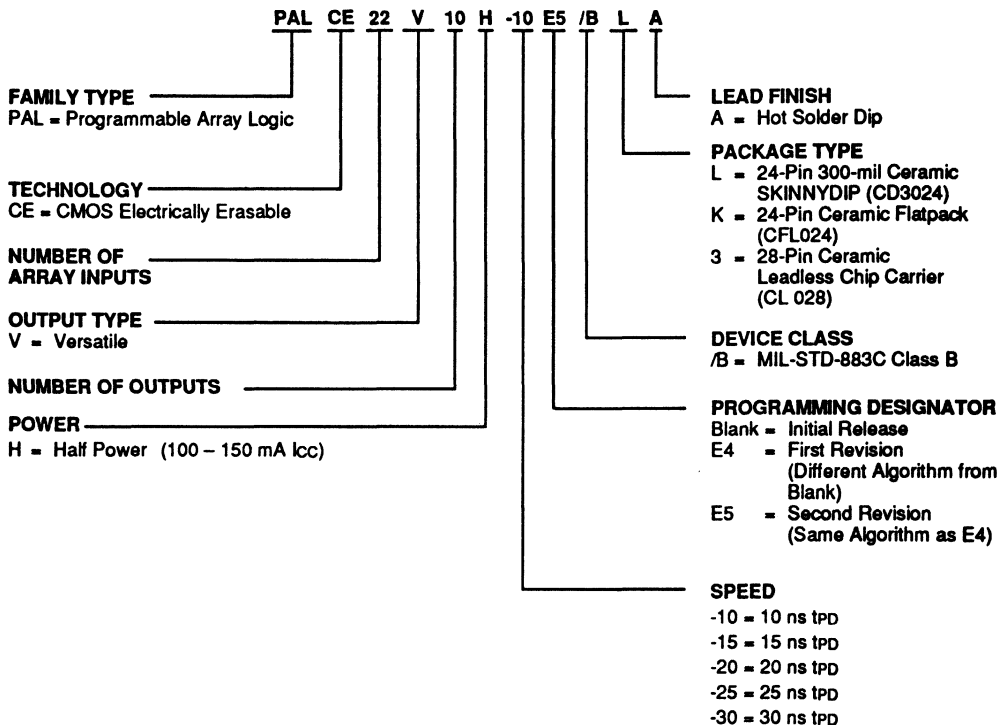 PAL CE 22 V 10 H -10 E5 /B L A
FAMILY TYPE
PAL = Programmable Array Logic
TECHNOLOGY
CE = CMOS Electrically Erasable
NUMBER OF
ARRAY INPUTS
OUTPUT TYPE
V = Versatile
NUMBER OF OUTPUTS
POWER
H = Half Power (100 – 150 mA ICC)
LEAD FINISH
A = Hot Solder Dip
PACKAGE TYPE
L = 24-Pin 300-mil Ceramic
SKINNYDIP (CD3024)
K = 24-Pin Ceramic Flatpack
(CFL024)
3 = 28-Pin Ceramic
Leadless Chip Carrier
(CL 028)
DEVICE CLASS
/B = MIL-STD-883C Class B
PROGRAMMING DESIGNATOR
Blank = Initial Release
E4 = First Revision
(Different Algorithm from
Blank)
E5 = Second Revision
(Same Algorithm as E4)
SPEED
-10 = 10 ns tPD
-15 = 15 ns tPD
-20 = 20 ns tPD
-25 = 25 ns tPD
-30 = 30 ns tPD